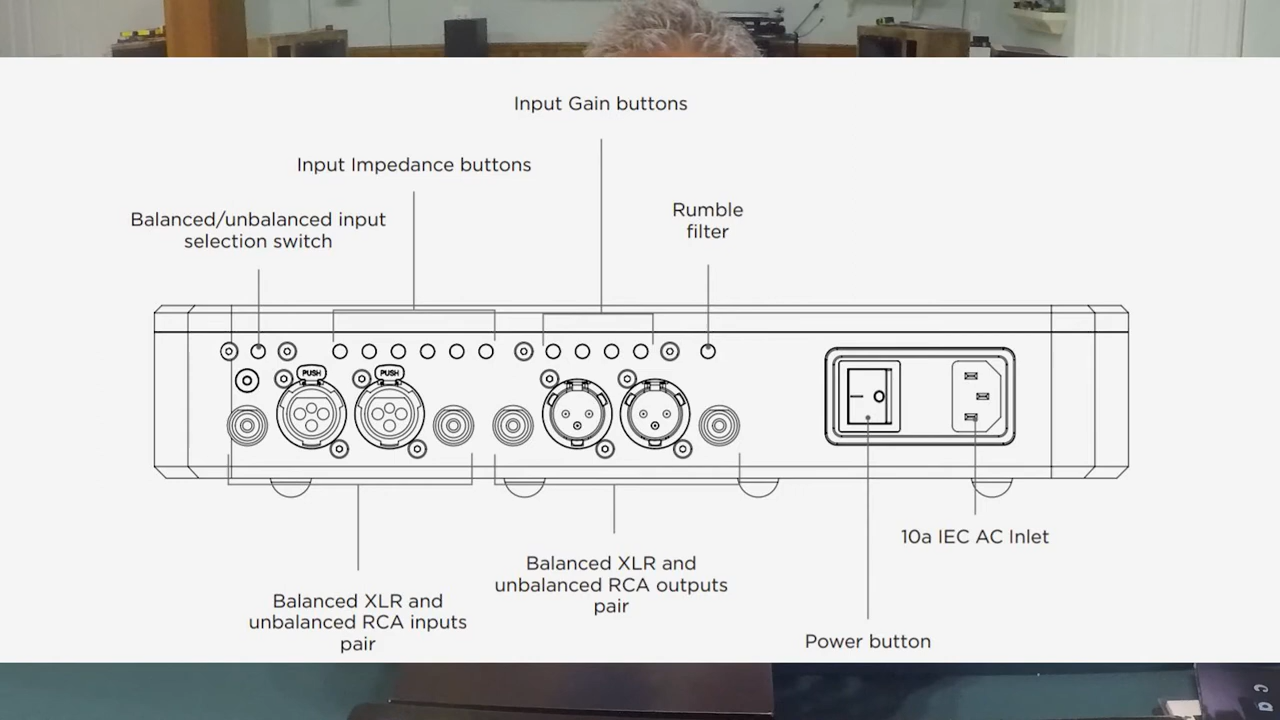 Input Gain buttons
Input Impedance buttons
Balanced/unbalanced input
selection switch
Rumble
filter
PUSH
PUSH
10a IEC AC Inlet
Balanced XLR and
unbalanced RCA outputs
pair
Balanced XLR and
unbalanced RCA inputs
pair
Power button